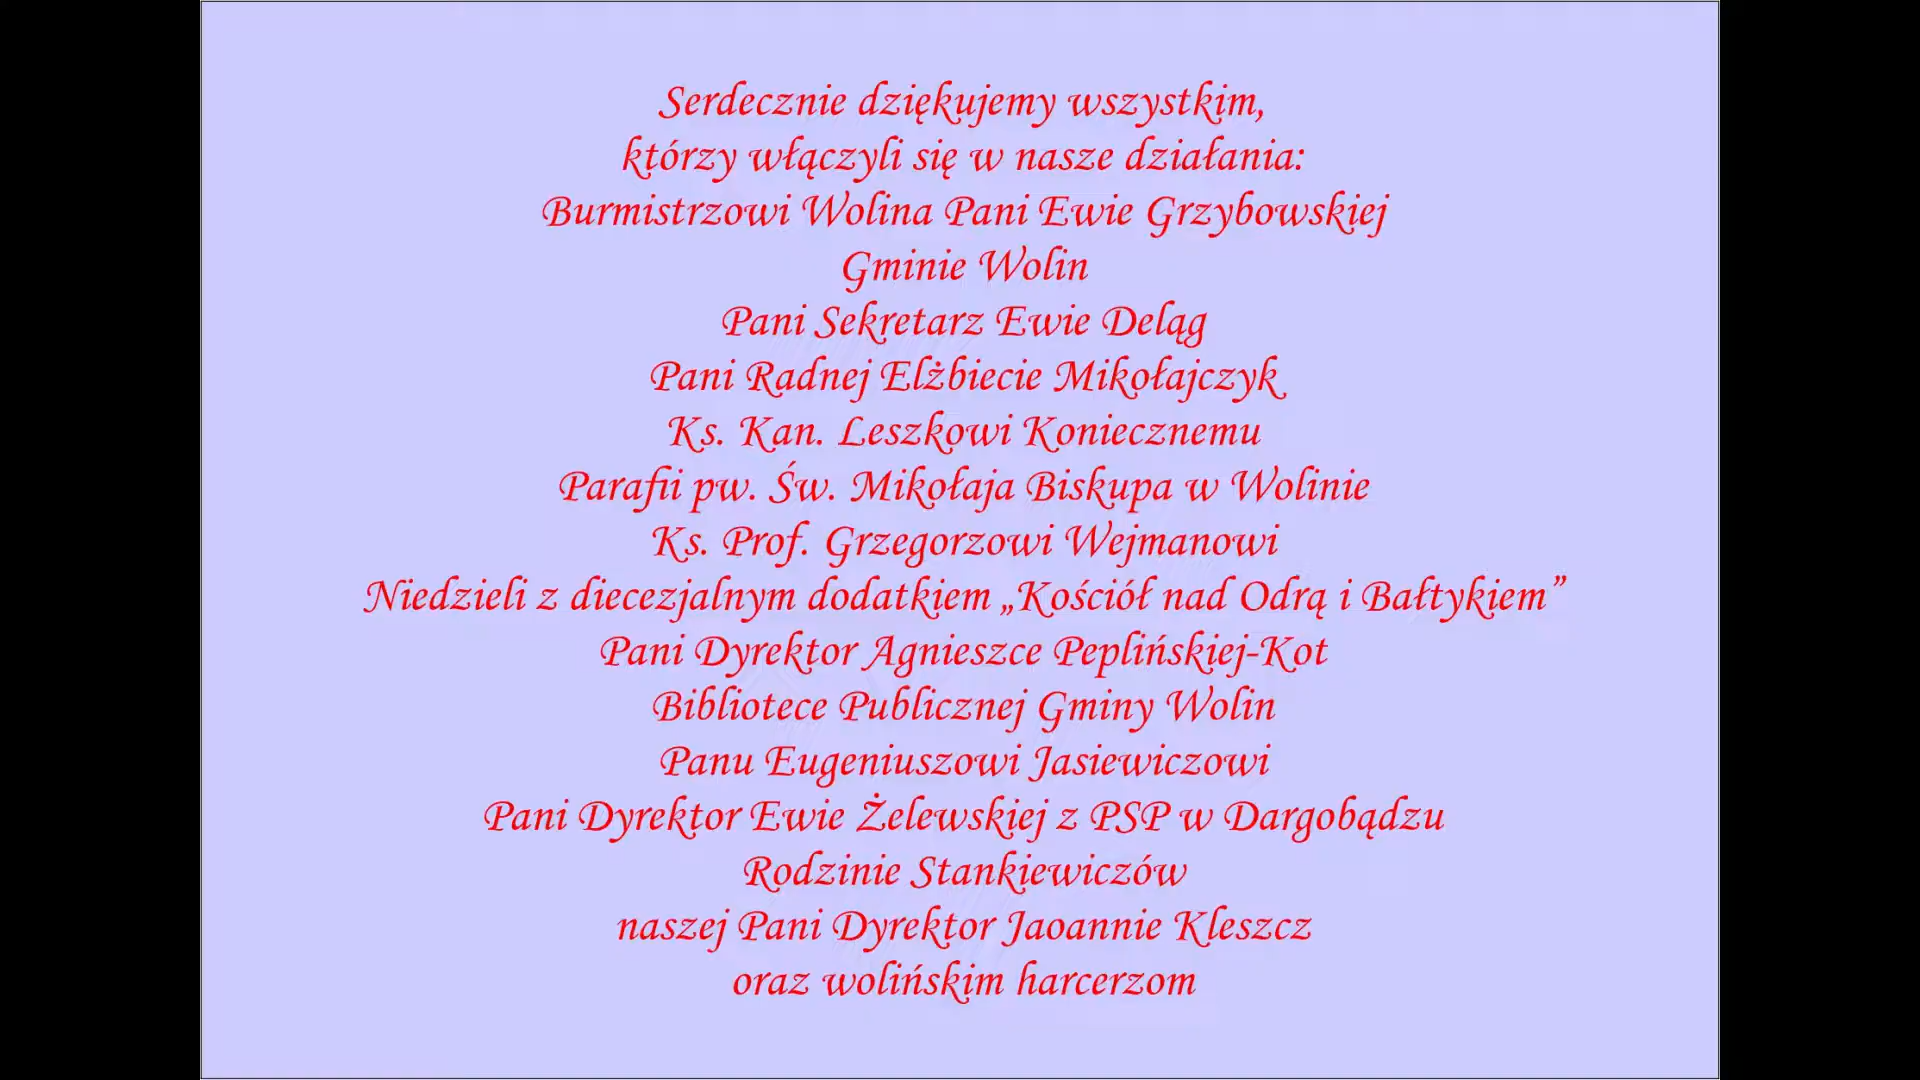 Serdecznie dziękujemy wszystkim,
którzy włączyli się w nasze działania:
Burmistrzowi Wolina Pani Ewie Grzybowskiej
Gminie Wolin
Pani Sekretarz Ewie Deląg
Pani Radnej Elżbiecie Mikołajczyk
Ks. Kan. Leszkowi Koniecznemu
Parafii pw. Św. Mikołaja Biskupa w Wolinie
Ks. Prof. Grzegorzowi Wejmanowi
Niedzieli z diecezjalnym dodatkiem „Kościół nad Odrą i Bałtykiem”
Pani Dyrektor Agnieszce Peplińskiej-Kot
Bibliotece Publicznej Gminy Wolin
Panu Eugeniuszowi Jasiewiczowi
Pani Dyrektor Ewie Żelewskiej z PSP w Dargobądzu
Rodzinie Stankiewiczów
naszej Pani Dyrektor Jaoannie Kleszcz
oraz wolińskim harcerzom